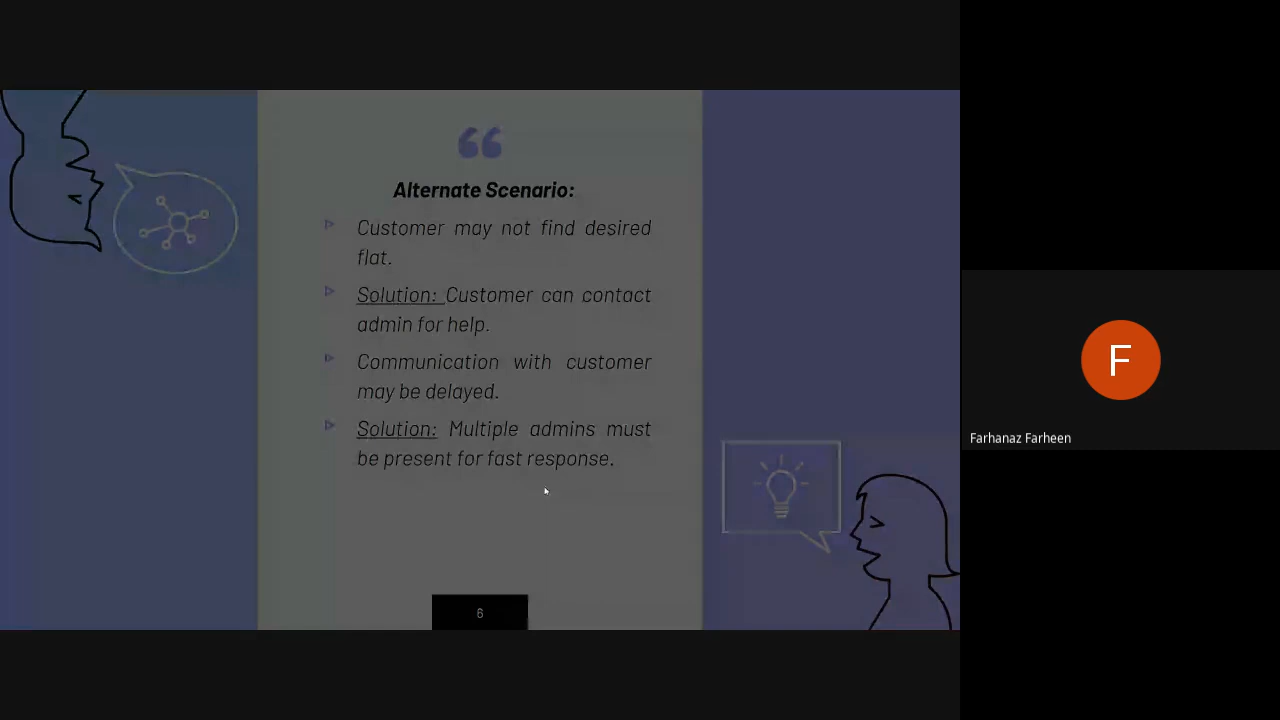 ❝
Alternate Scenario:
Customer may not find desired
flat.
Solution: Customer can contact
admin for help.
Communication with customer
may be delayed.
Solution: Multiple admins must
be present for fast response.
6
F
Farhanaz Farheen